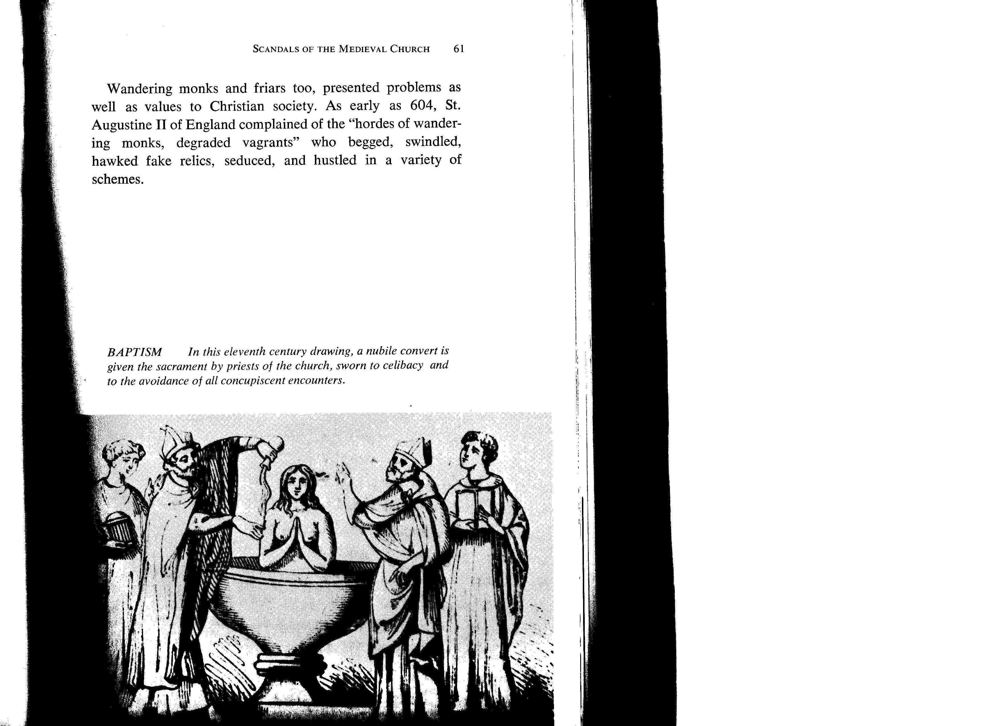 SCANDALS OF THE MEDIEVAL CHURCH 61
Wandering monks and friars too, presented problems as
well as values to Christian society. As early as 604, St.
Augustine II of England complained of the “hordes of wander-
ing monks, degraded vagrants” who begged, swindled,
hawked fake relics, seduced, and hustled in a variety of
schemes.
BAPTISM In this eleventh century drawing, a nubile convert is
given the sacrament by priests of the church, sworn to celibacy and
to the avoidance of all concupiscent encounters.